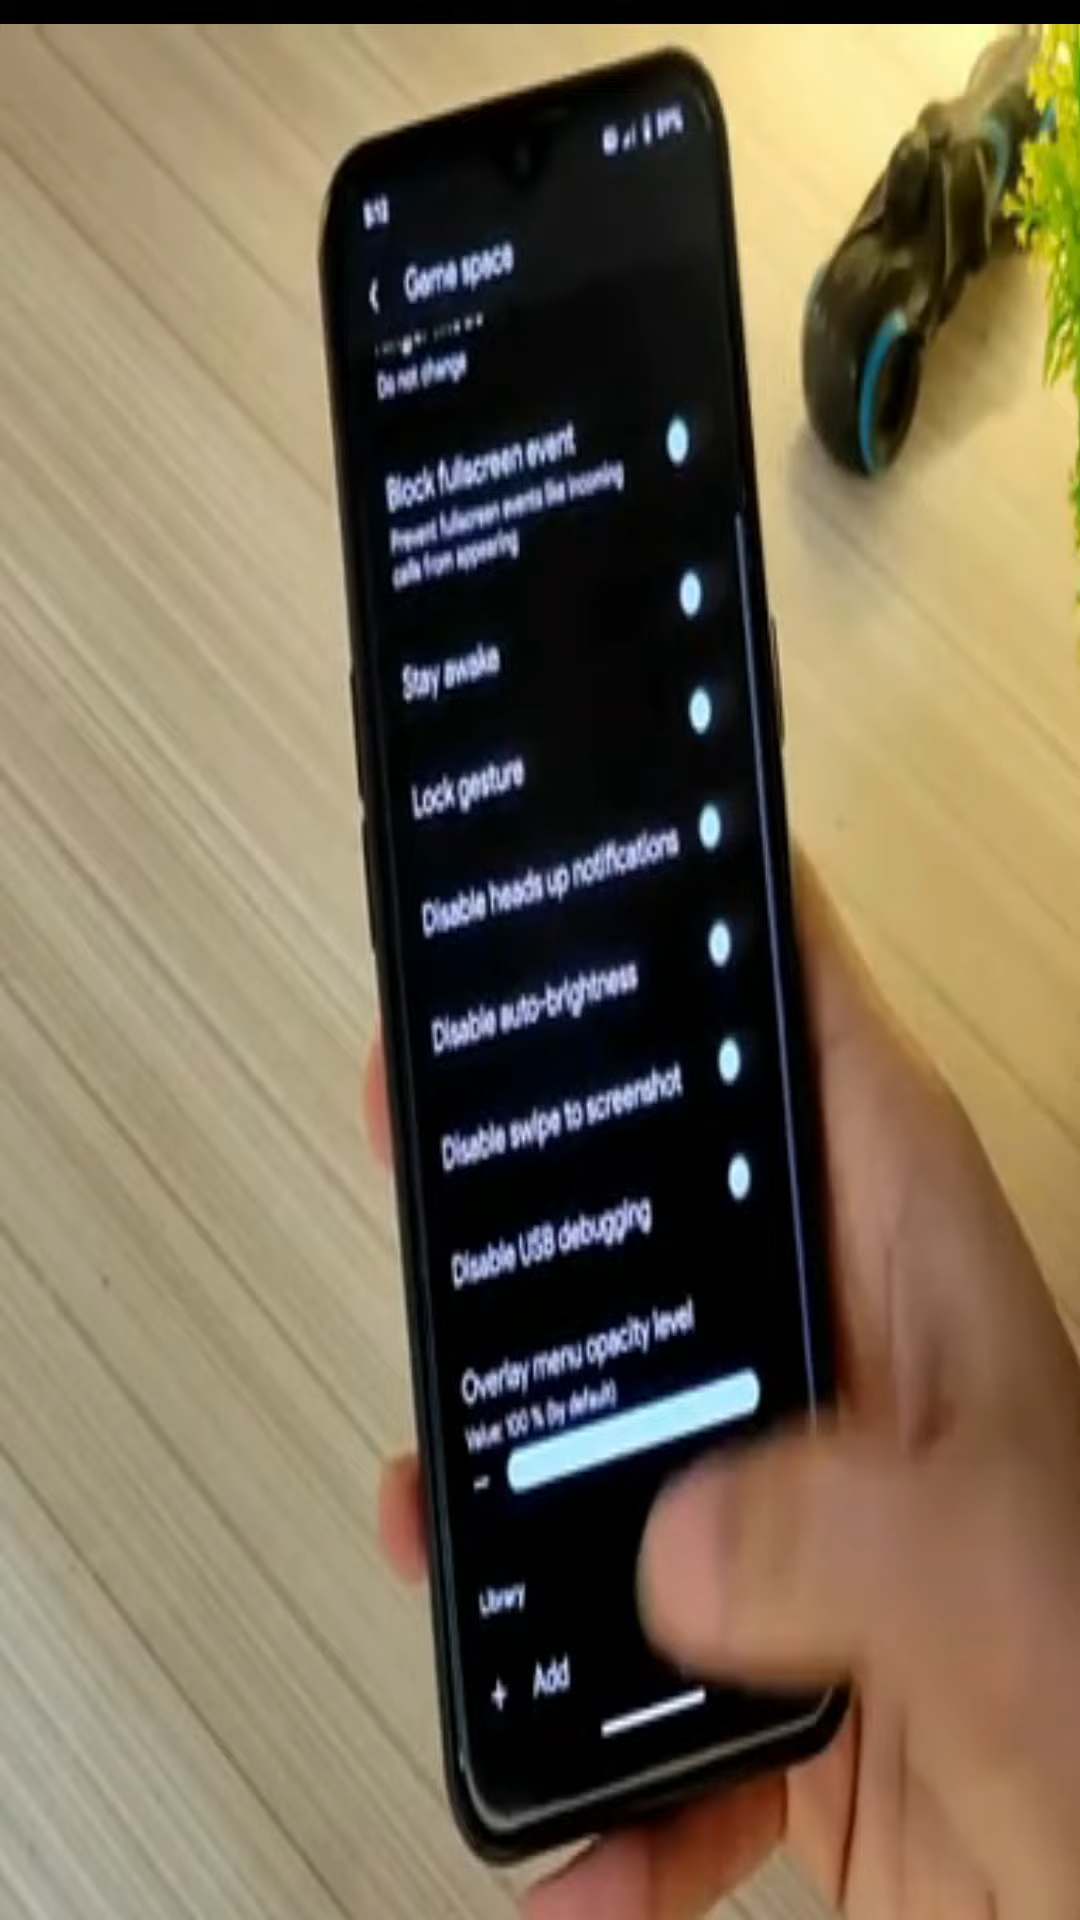 Game space
Do not change
Block fullscreen event
Prevent fullscreen events like incoming
calls from appearing
Stay awake
Lock gesture
Disable heads up notifications
Disable auto-brightness
Disable swipe to screenshot
Disable USB debugging
Overlay menu opacity level
Value: 100 % (by default)
Library
+ Add